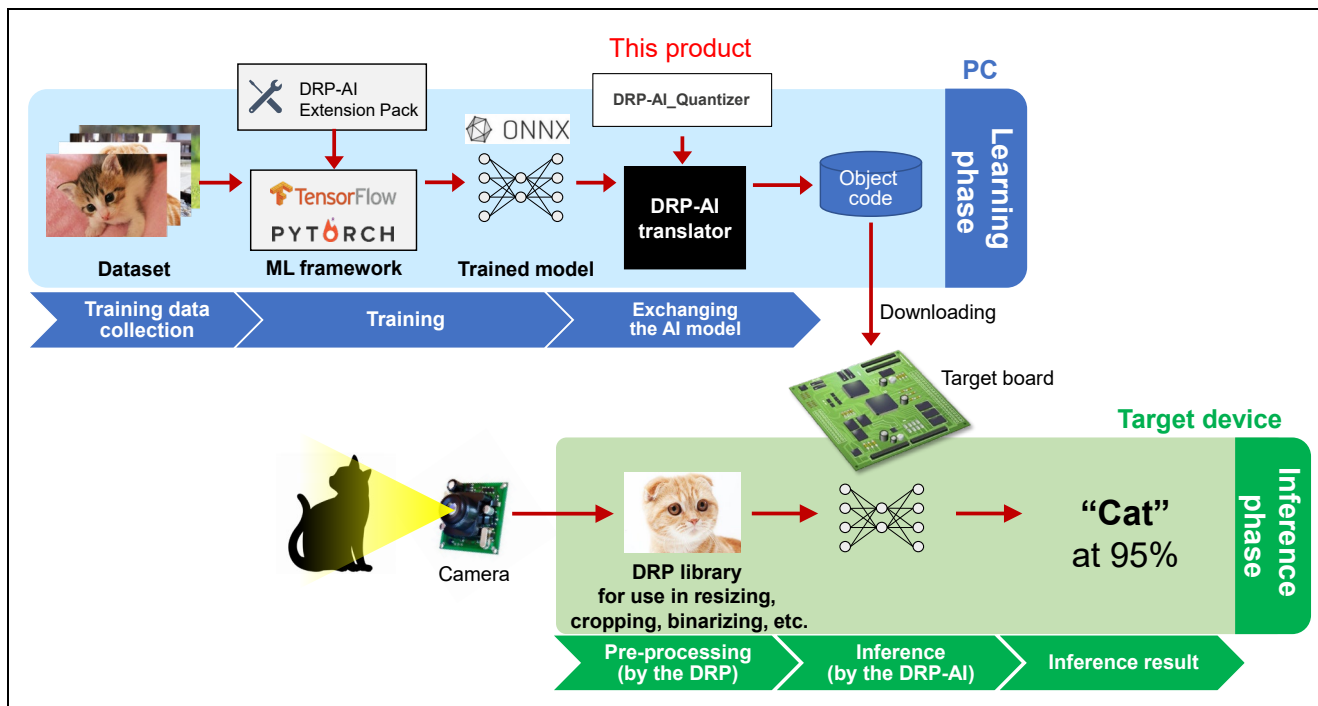 This product
PC
DRP-AI
Extension Pack
DRP-AI_Quantizer
ONNX
TensorFlow
PYTORCH
DRP-AI
translator
Object
code
Learning
phase
Dataset
ML framework
Trained model
Training data
collection
Training
Exchanging
the AI model
Downloading
Target board
Target device
Camera
DRP library
for use in resizing,
cropping, binarizing, etc.
“Cat”
at 95%
Inference
phase
Pre-processing
(by the DRP)
Inference
(by the DRP-AI)
Inference result